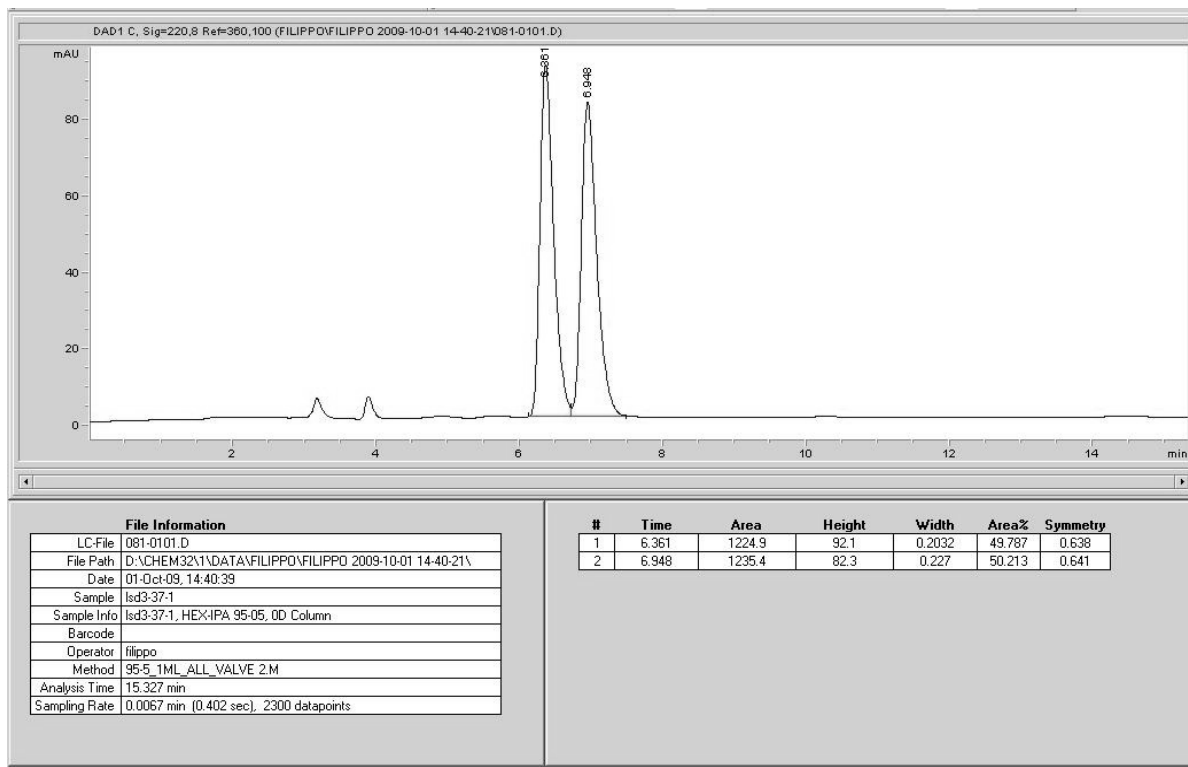 DAD1 C, Sig=220,8 Ref=360,100 (FILIPPO\FILIPPO 2009-10-01 14-40-21\081-0101.D)
mAU
80
60
40
20
0
6.361
6.948
2 4 6 8 10 12 14 min
File Information
LC-File 081-0101.D
File Path D:\CHEM32\1\DATA\FILIPPO\FILIPPO 2009-10-01 14-40-21\
Date 01-Oct-09, 14:40:39
Sample lsd3-37-1
Sample Info lsd3-37-1, HEX-IPA 95-05, 0D Column
Barcode
Operator filippo
Method 95-5_1ML_ALL_VALVE 2.M
Analysis Time 15.327 min
Sampling Rate 0.0067 min (0.402 sec), 2300 datapoints
# Time Area Height Width Area% Symmetry
1 6.361 1224.9 92.1 0.2032 49.787 0.638
2 6.948 1235.4 82.3 0.227 50.213 0.641